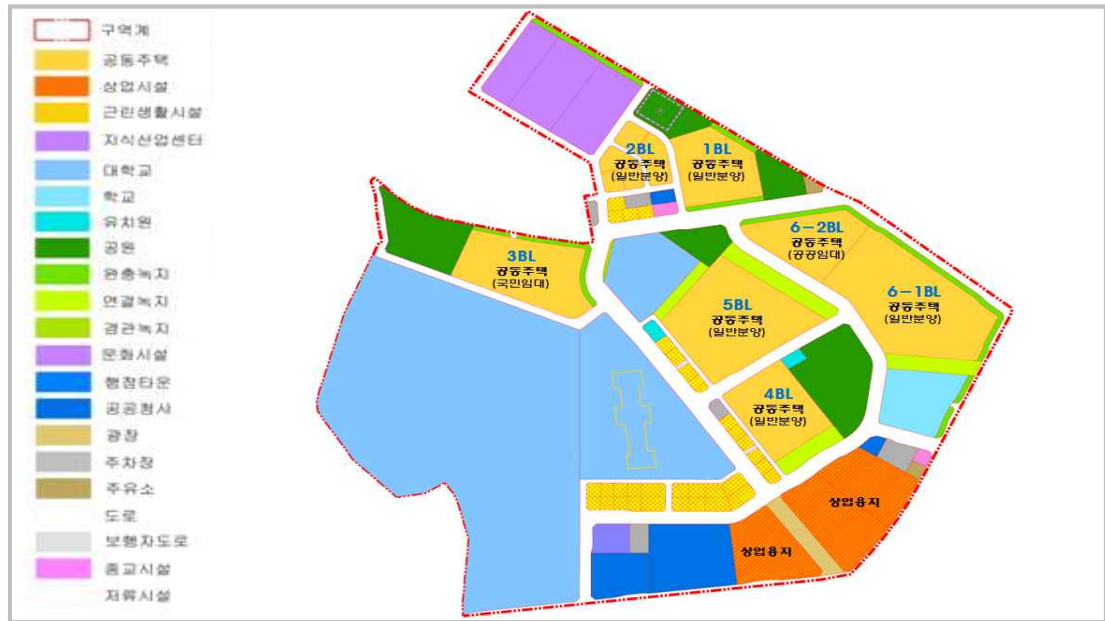 구역계
공동주택
상업시설
근린생활시설
지식산업센터
대학교
학교
유치원
공원
완충녹지
연결녹지
경관녹지
문화시설
행정타운
공공청사
광장
주차장
주유소
도로
보행자도로
종교시설
저류시설
2BL
공동주택
(일반분양)
1BL
공동주택
(일반분양)
3BL
공동주택
(국민임대)
6-2BL
공동주택
(공공임대)
6-1BL
공동주택
(일반분양)
5BL
공동주택
(일반분양)
4BL
공동주택
(일반분양)
상업용지
상업용지